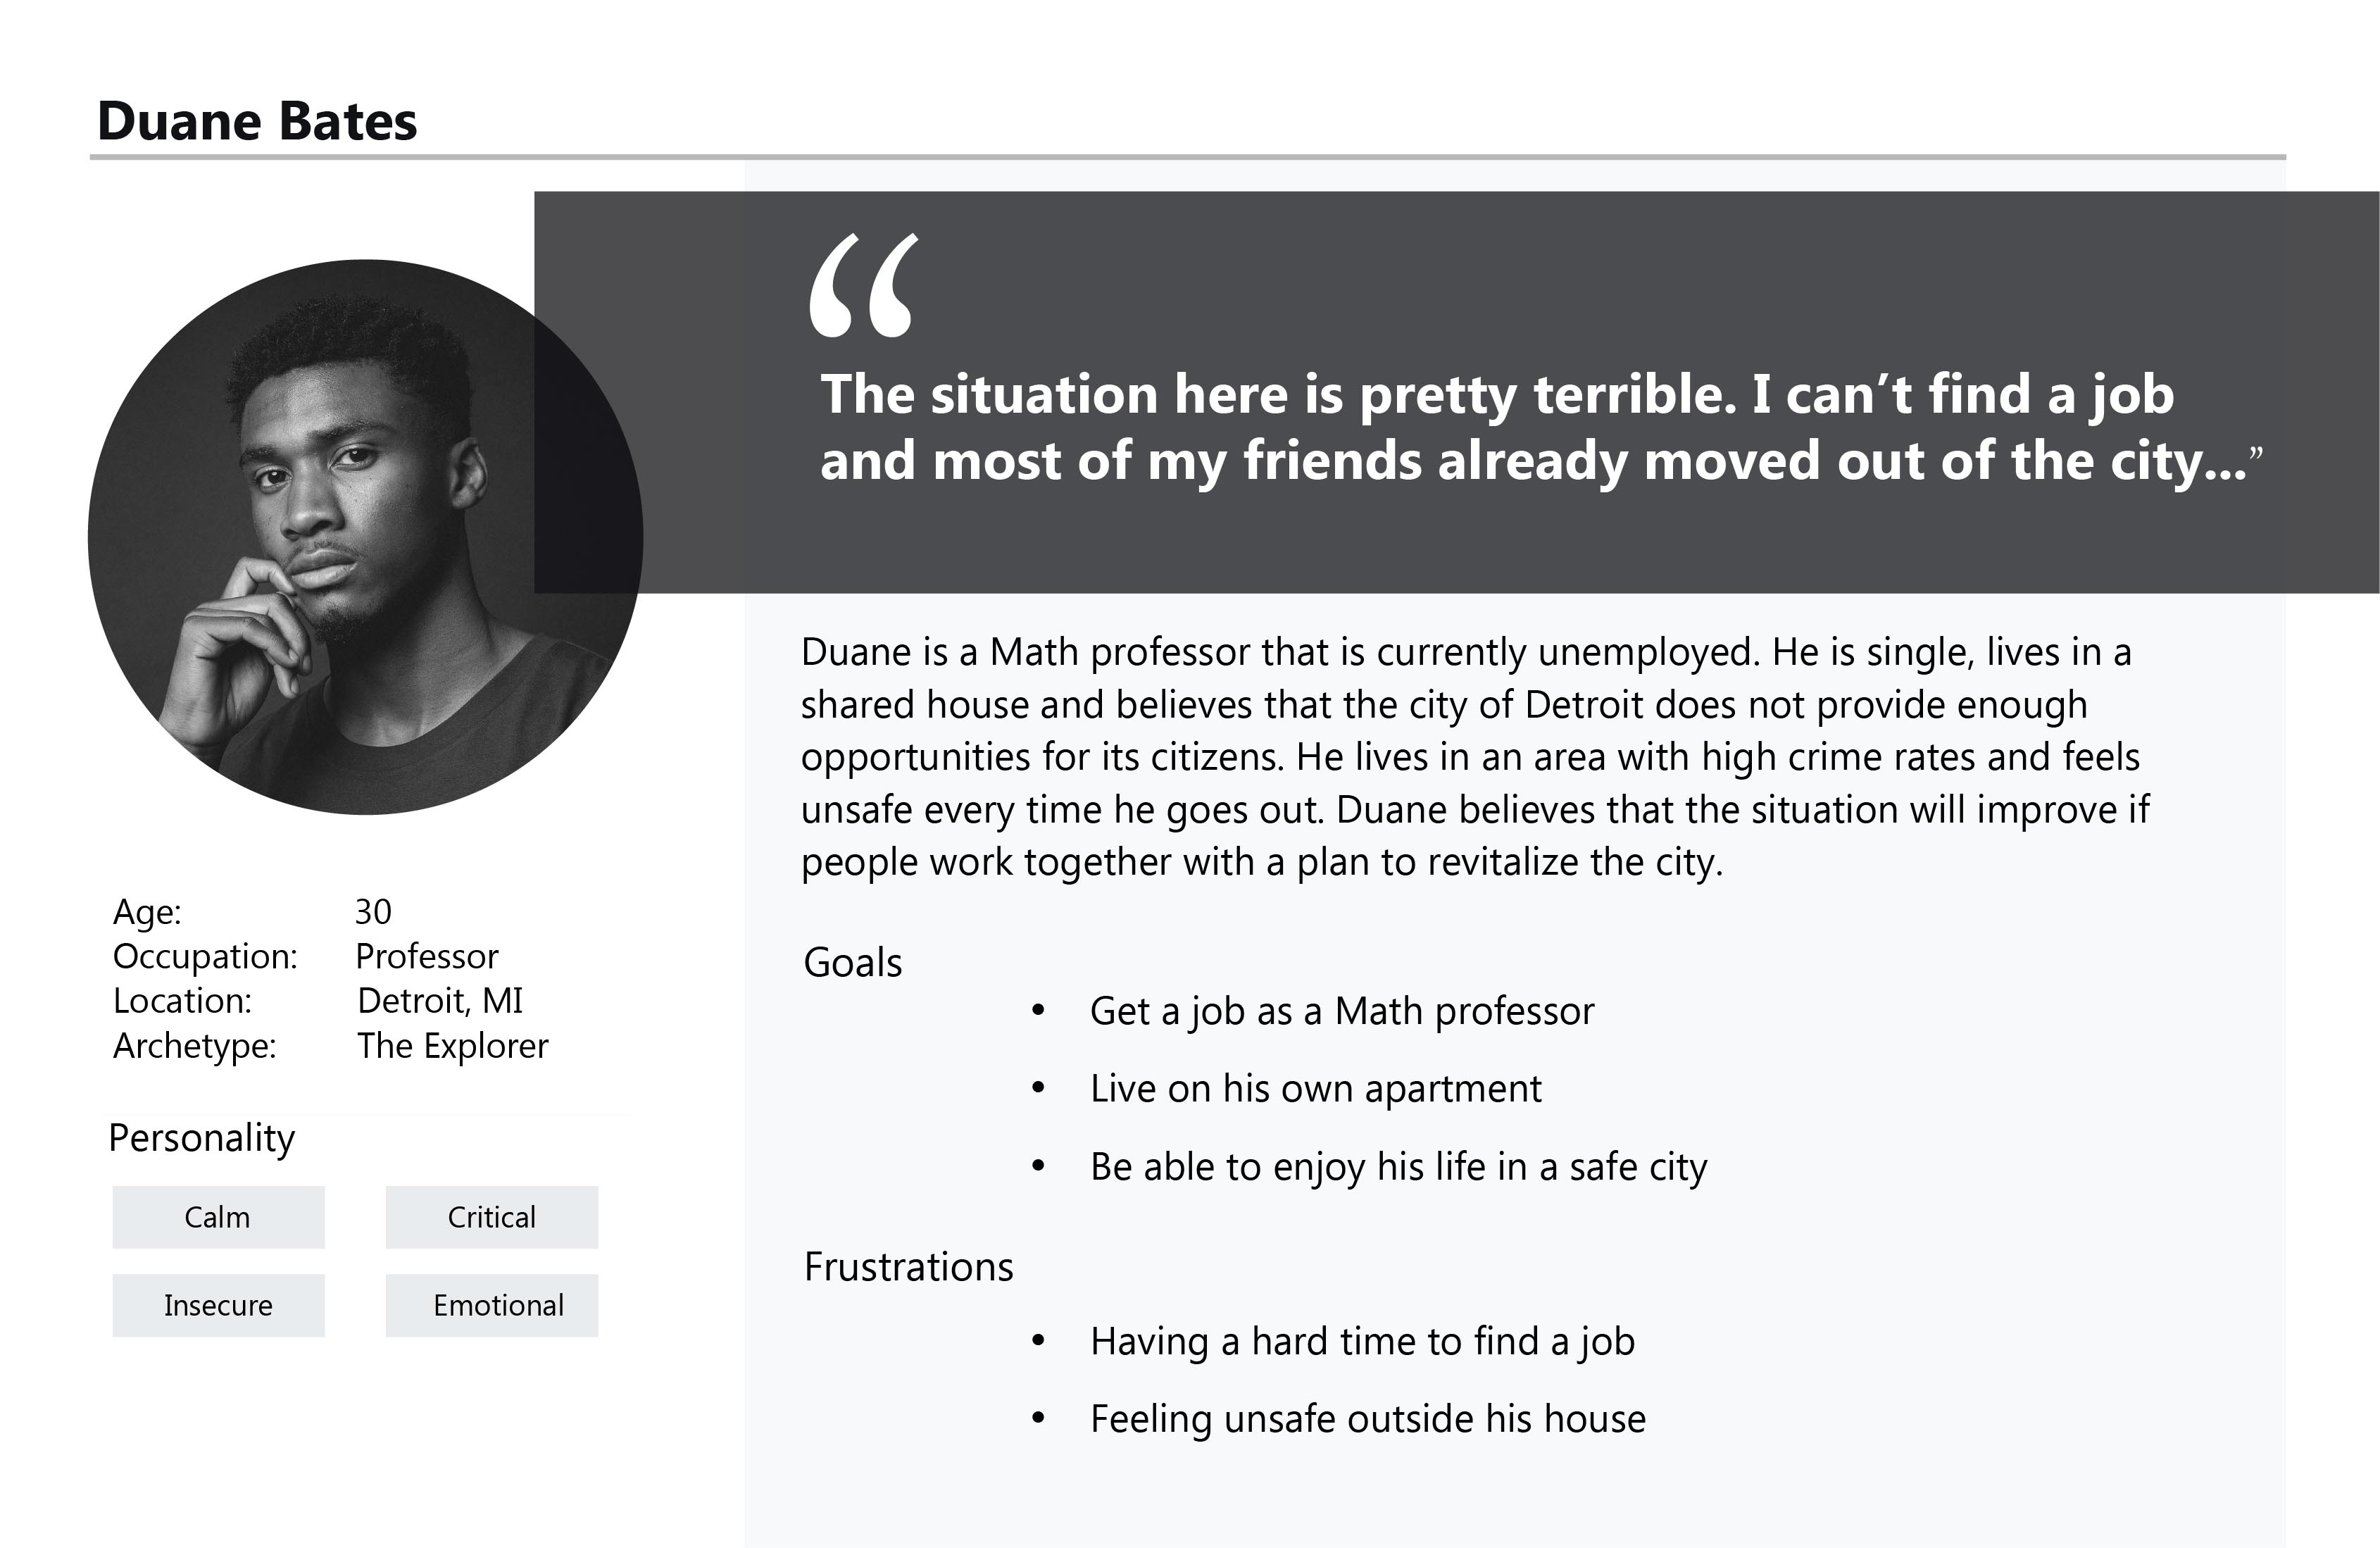 Duane Bates
“
The situation here is pretty terrible. I can’t find a job
and most of my friends already moved out of the city...”
Duane is a Math professor that is currently unemployed. He is single, lives in a
shared house and believes that the city of Detroit does not provide enough
opportunities for its citizens. He lives in an area with high crime rates and feels
unsafe every time he goes out. Duane believes that the situation will improve if
people work together with a plan to revitalize the city.
Age: 30
Occupation: Professor
Location: Detroit, MI
Archetype: The Explorer
Personality
Calm Critical
Insecure Emotional
Goals
• Get a job as a Math professor
• Live on his own apartment
• Be able to enjoy his life in a safe city
Frustrations
• Having a hard time to find a job
• Feeling unsafe outside his house